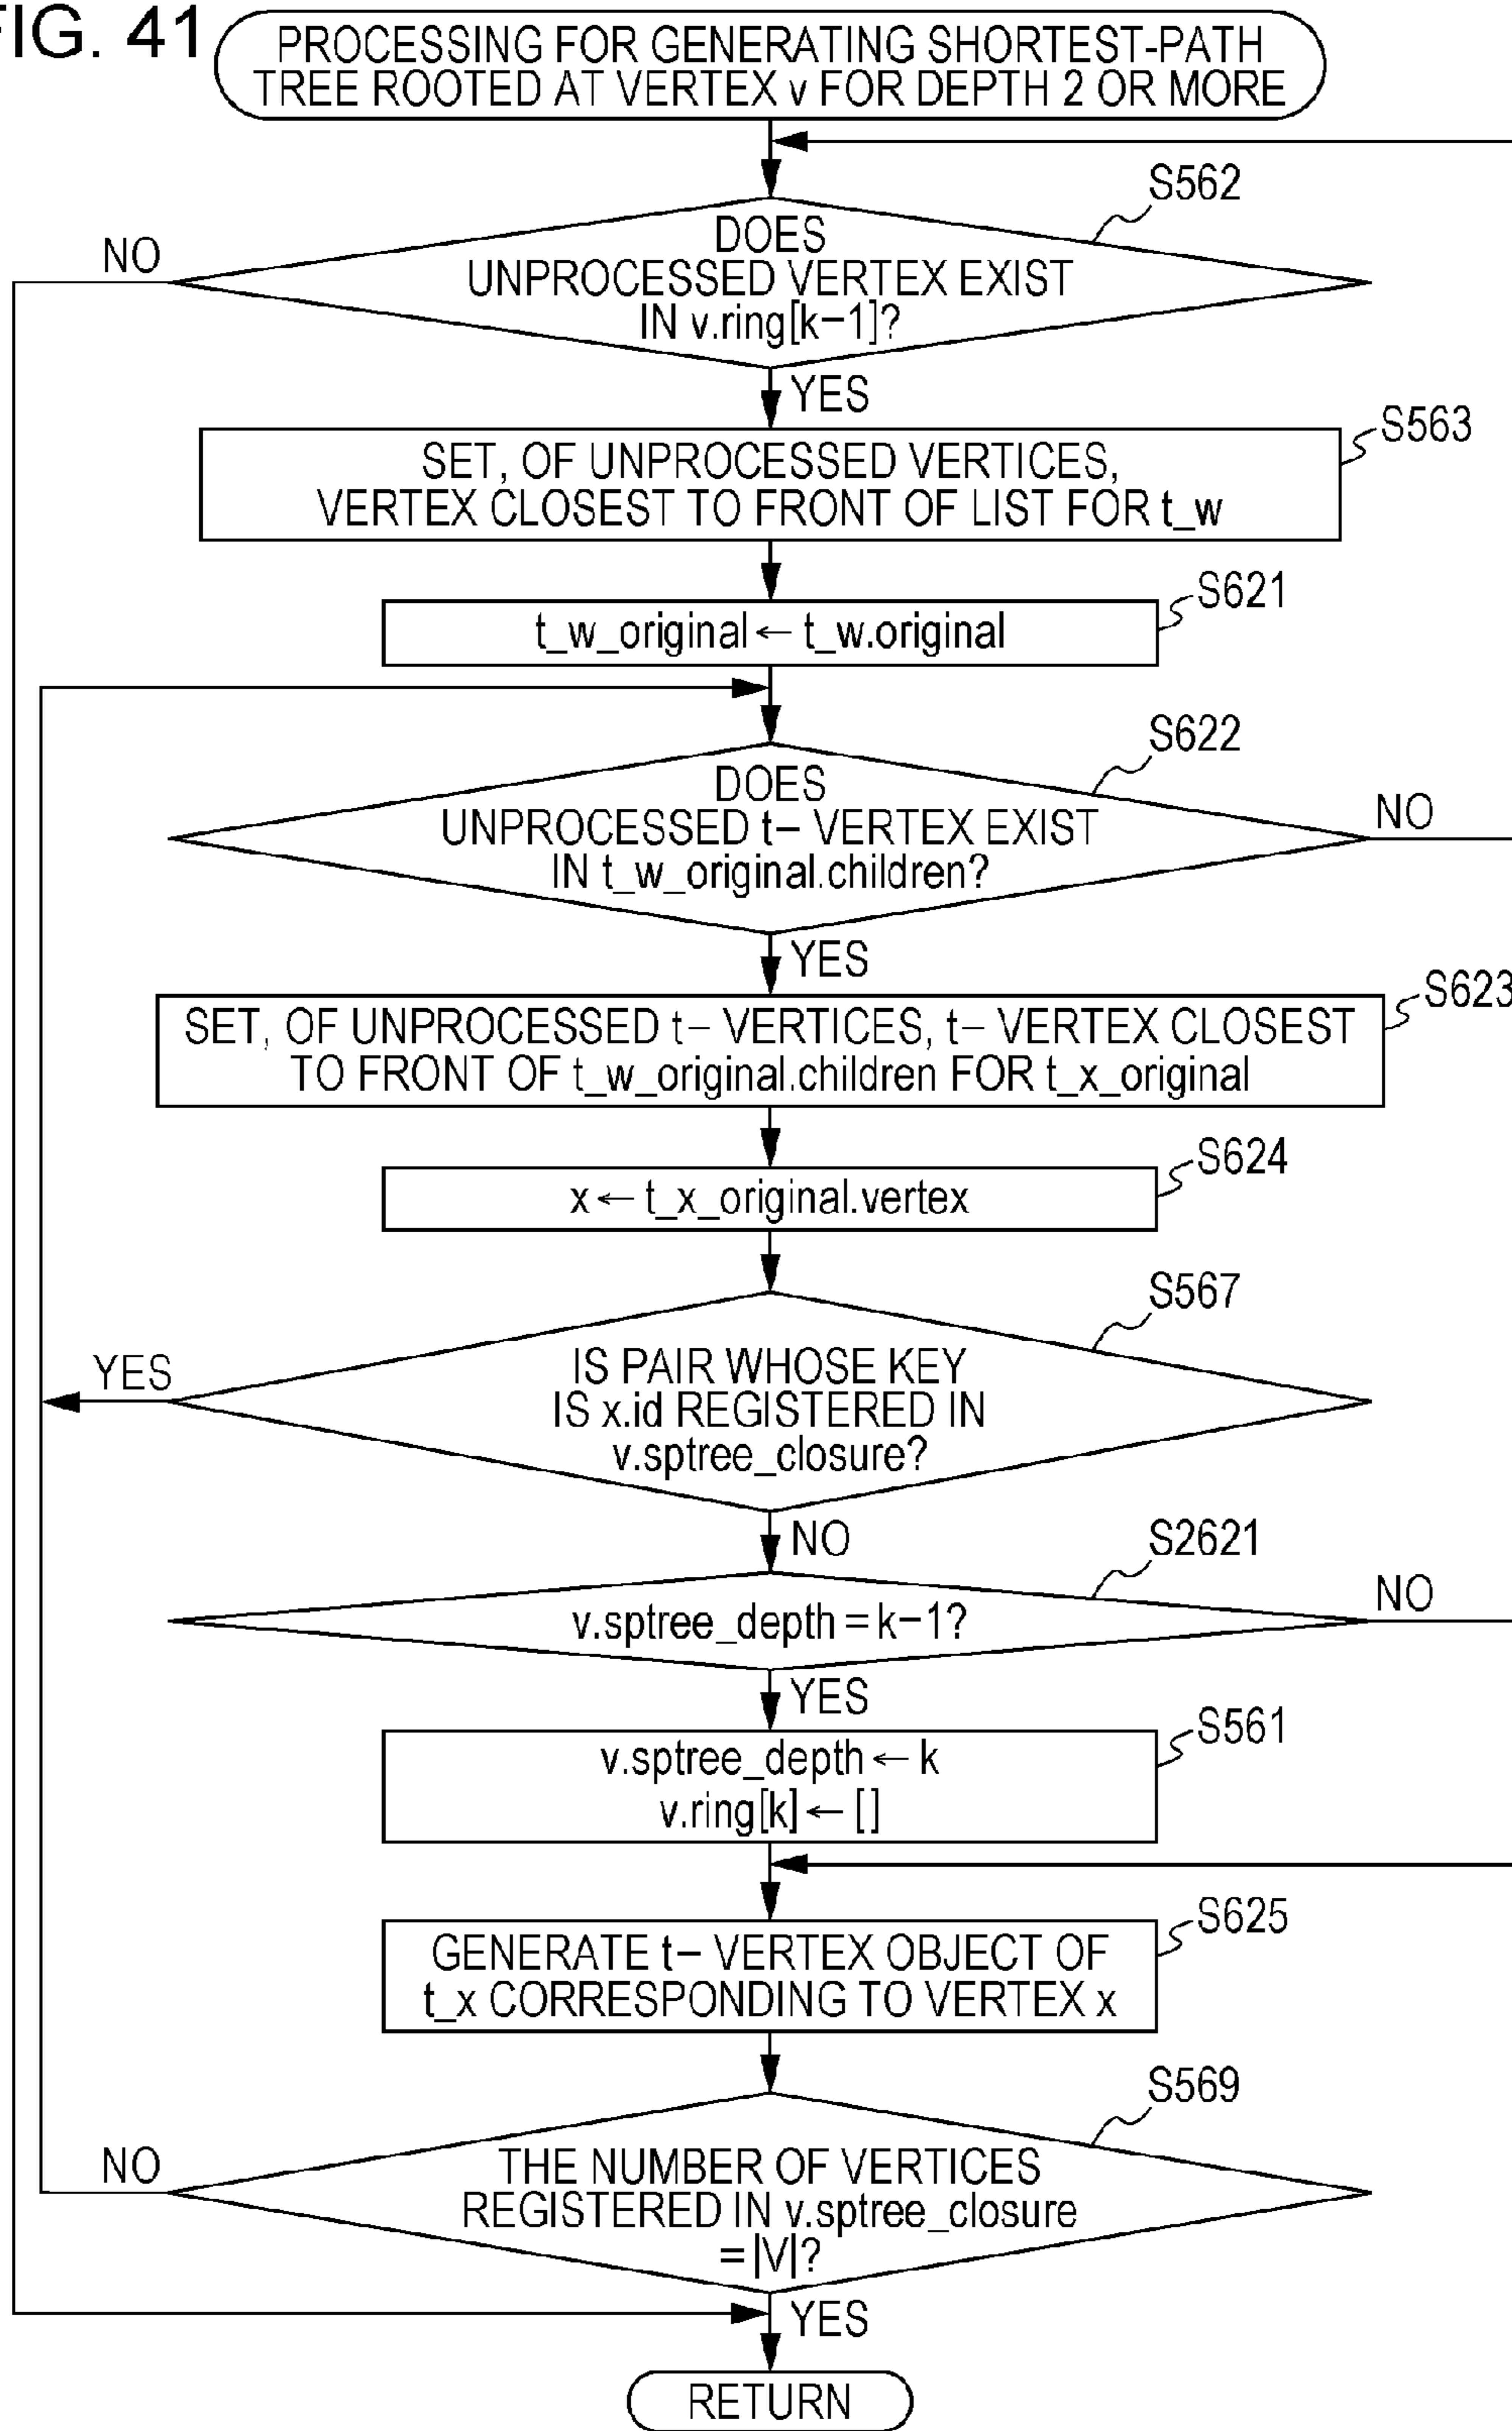 FIG. 41
PROCESSING FOR GENERATING SHORTEST-PATH
TREE ROOTED AT VERTEX v FOR DEPTH 2 OR MORE
S562
DOES
UNPROCESSED VERTEX EXIST
IN v.ring[k−1]?
NO
YES
S563
SET, OF UNPROCESSED VERTICES,
VERTEX CLOSEST TO FRONT OF LIST FOR t_w
S621
t_w_original ← t_w.original
S622
DOES
UNPROCESSED t− VERTEX EXIST
IN t_w_original.children?
NO
YES
S623
SET, OF UNPROCESSED t− VERTICES, t− VERTEX CLOSEST
TO FRONT OF t_w_original.children FOR t_x_original
S624
x ← t_x_original.vertex
S567
IS PAIR WHOSE KEY
IS x.id REGISTERED IN
v.sptree_closure?
YES
NO
S2621
v.sptree_depth = k−1?
NO
YES
S561
v.sptree_depth ← k
v.ring[k] ← [ ]
S625
GENERATE t− VERTEX OBJECT OF
t_x CORRESPONDING TO VERTEX x
S569
THE NUMBER OF VERTICES
REGISTERED IN v.sptree_closure
= |V|?
NO
YES
RETURN